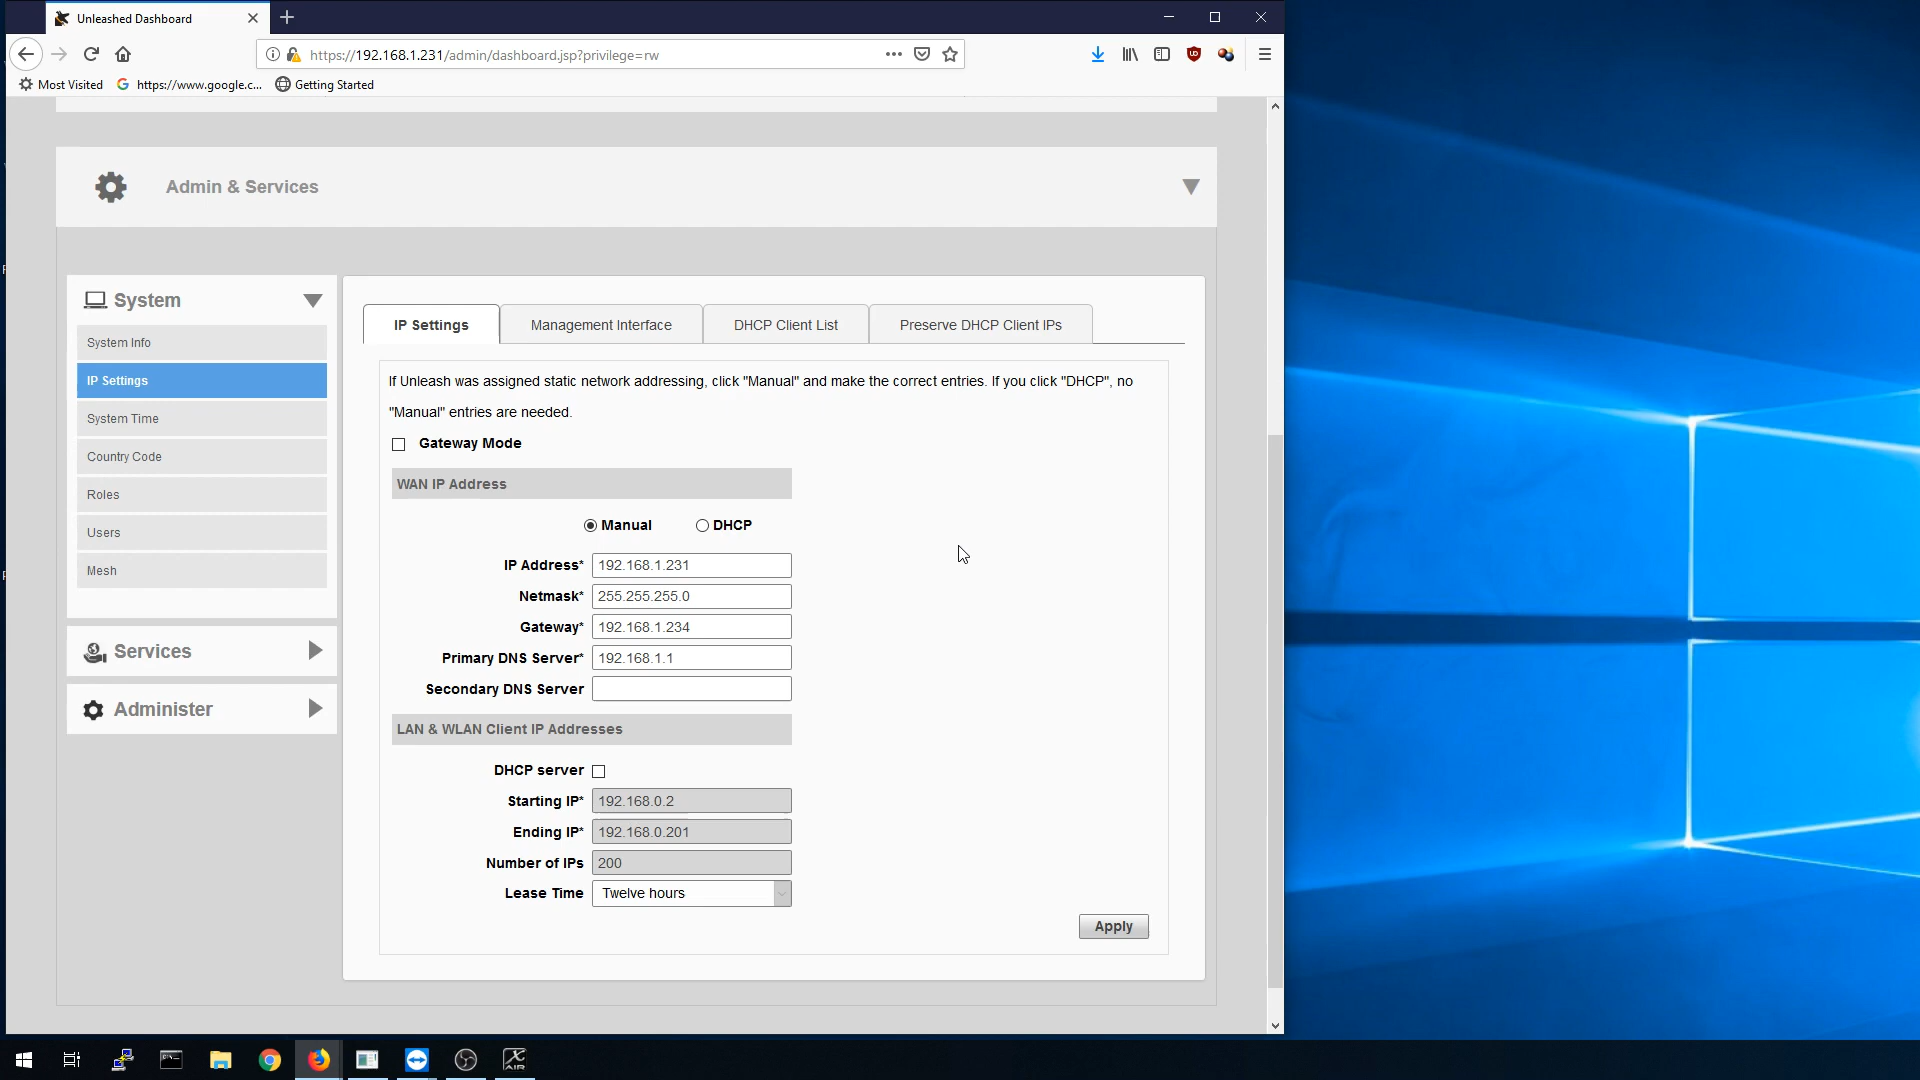 Unleashed Dashboard
https://192.168.1.231/admin/dashboard.jsp?privilege=rw
Most Visited
https://www.google.c...
Getting Started
Admin & Services
System
System Info
IP Settings
System Time
Country Code
Roles
Users
Mesh
Services
Administer
IP Settings
Management Interface
DHCP Client List
Preserve DHCP Client IPs
If Unleash was assigned static network addressing, click "Manual" and make the correct entries. If you click "DHCP", no
"Manual" entries are needed.
Gateway Mode
WAN IP Address
Manual DHCP
IP Address* 192.168.1.231
Netmask* 255.255.255.0
Gateway* 192.168.1.234
Primary DNS Server* 192.168.1.1
Secondary DNS Server
LAN & WLAN Client IP Addresses
DHCP server
Starting IP* 192.168.0.2
Ending IP* 192.168.0.201
Number of IPs 200
Lease Time Twelve hours
Apply
X AIR